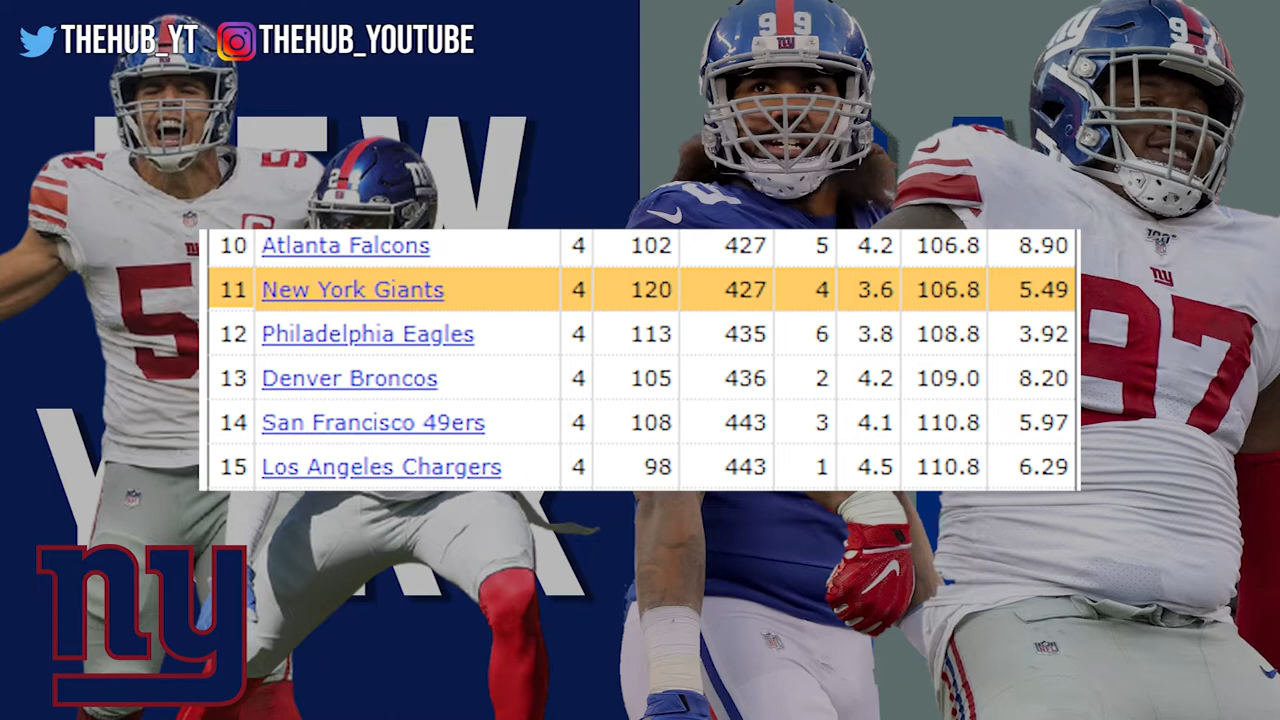 THEHUB_YT THEHUB_YOUTUBE
99
97
10 Atlanta Falcons 4 102 427 5 4.2 106.8 8.90
11 New York Giants 4 120 427 4 3.6 106.8 5.49
12 Philadelphia Eagles 4 113 435 6 3.8 108.8 3.92
13 Denver Broncos 4 105 436 2 4.2 109.0 8.20
14 San Francisco 49ers 4 108 443 3 4.1 110.8 5.97
15 Los Angeles Chargers 4 98 443 1 4.5 110.8 6.29
97
ny